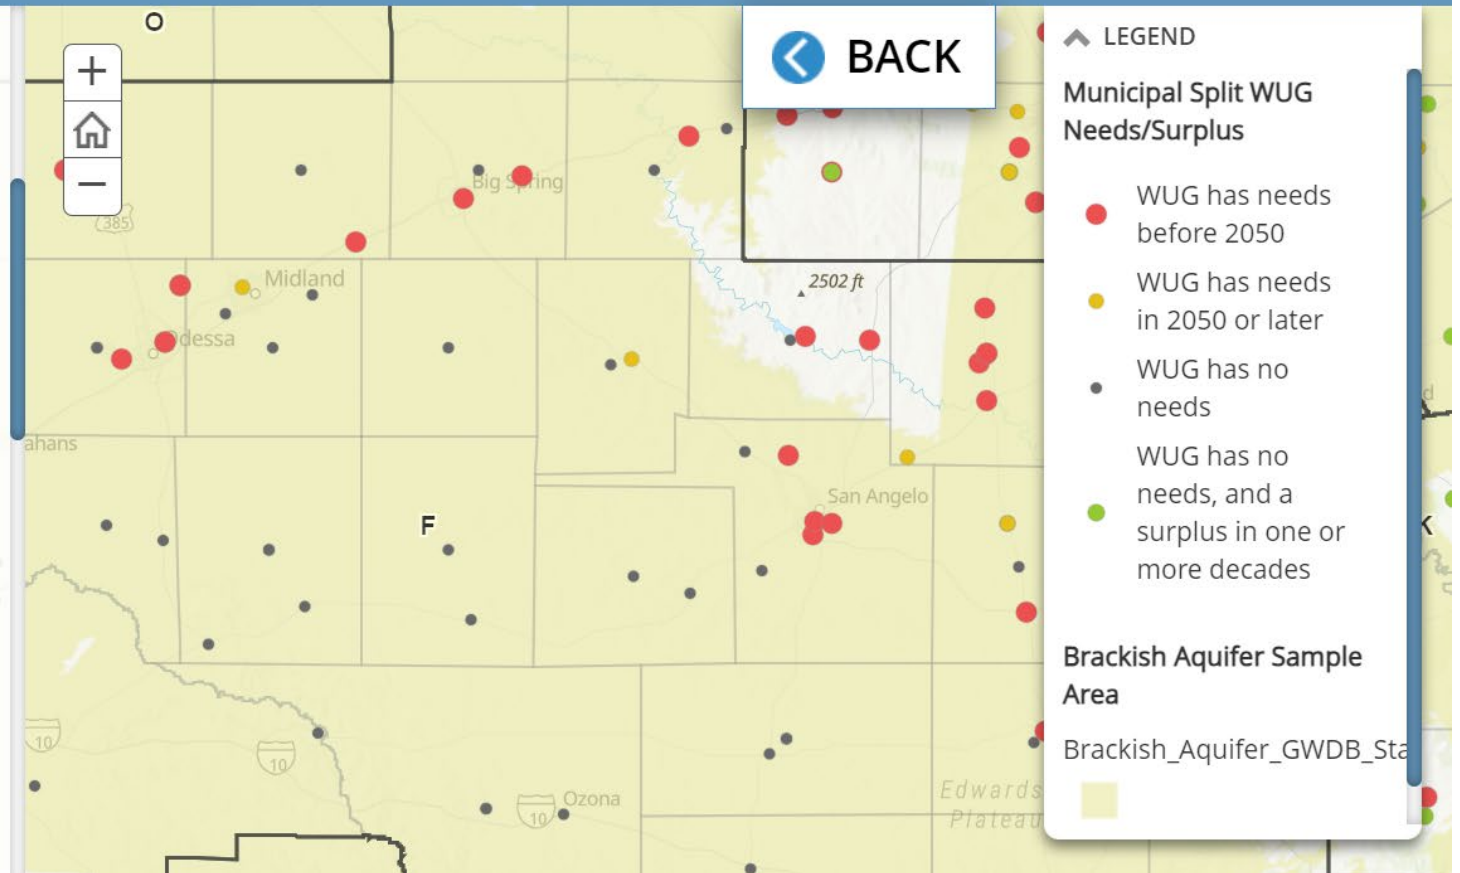 O
+
−
BACK
LEGEND
Municipal Split WUG
Needs/Surplus
WUG has needs
before 2050
WUG has needs
in 2050 or later
WUG has no
needs
WUG has no
needs, and a
surplus in one or
more decades
Brackish Aquifer Sample
Area
Brackish_Aquifer_GWDB_Sta
Big Spring
385
Midland
2502 ft
Odessa
ahans
San Angelo
F
K
d
10
10
10
Ozona
Edwards
Plateau